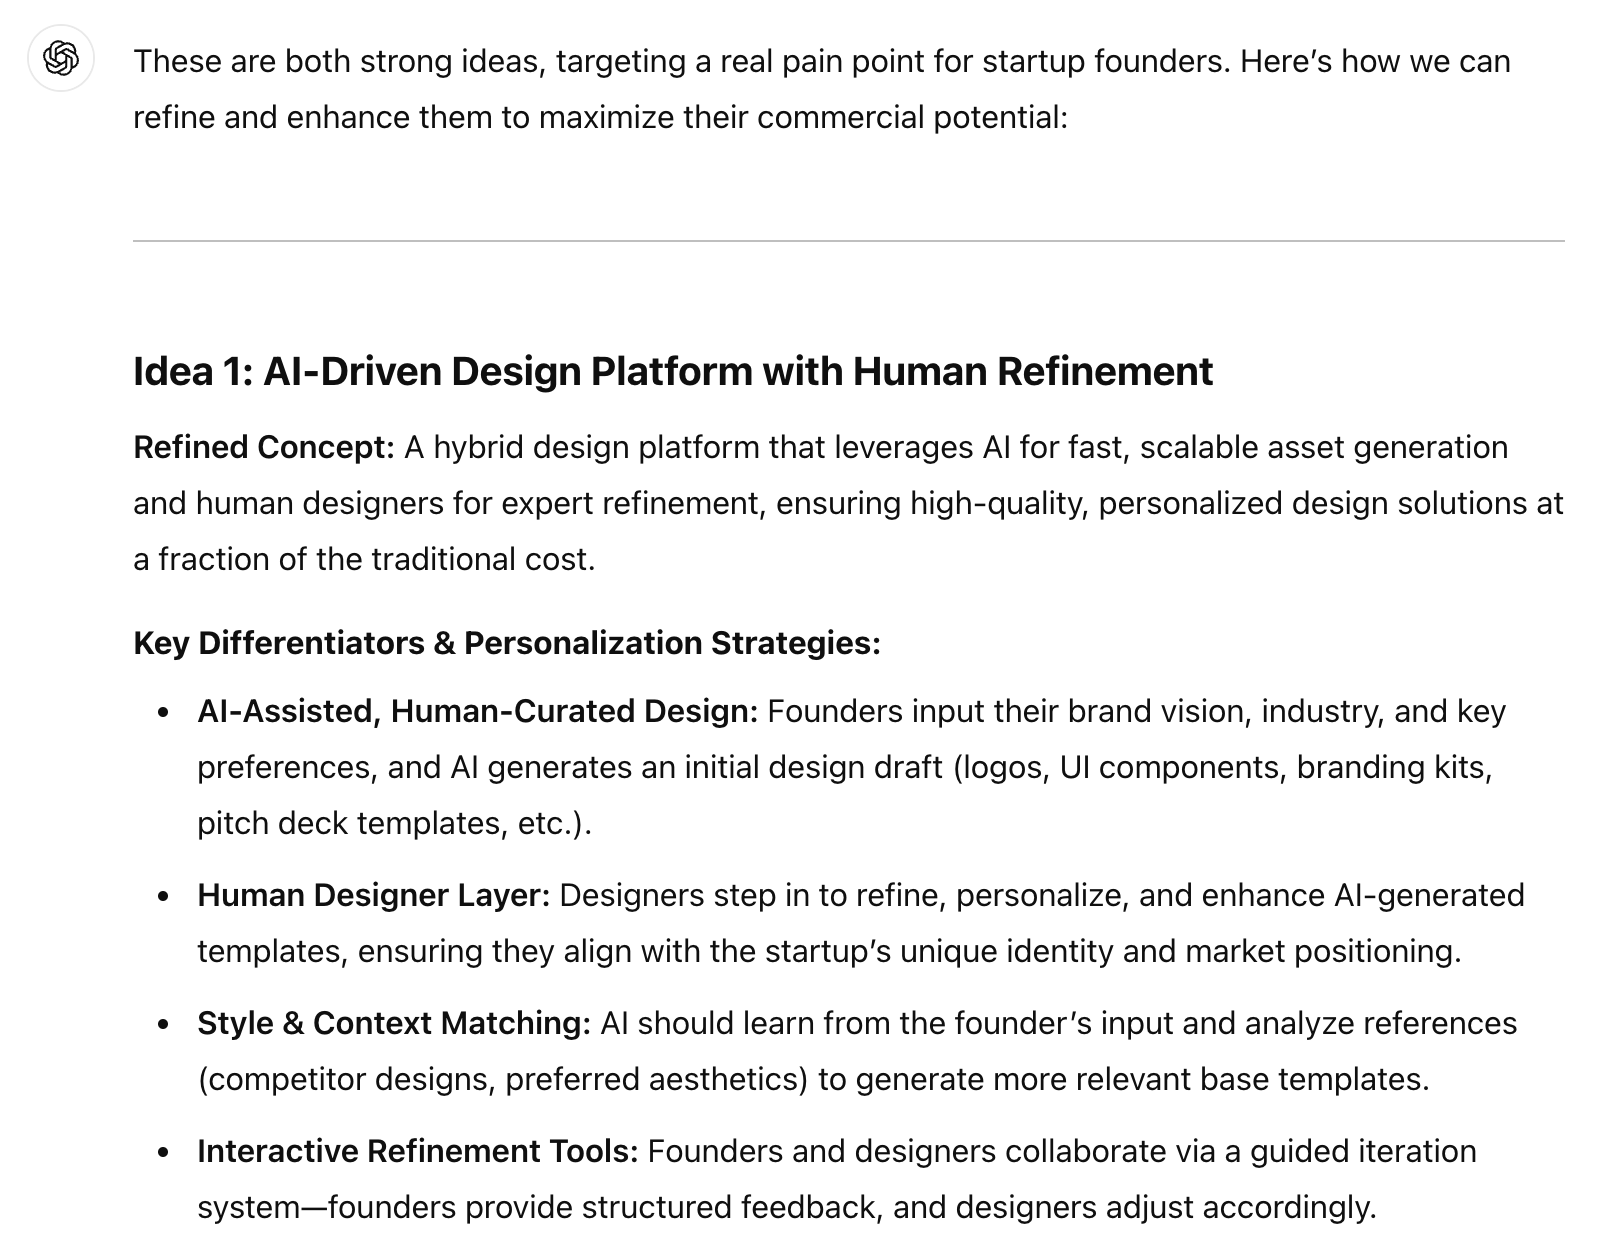 These are both strong ideas, targeting a real pain point for startup founders. Here’s how we can
refine and enhance them to maximize their commercial potential:
Idea 1: AI-Driven Design Platform with Human Refinement
Refined Concept: A hybrid design platform that leverages AI for fast, scalable asset generation
and human designers for expert refinement, ensuring high-quality, personalized design solutions at
a fraction of the traditional cost.
Key Differentiators & Personalization Strategies:
• AI-Assisted, Human-Curated Design: Founders input their brand vision, industry, and key
preferences, and AI generates an initial design draft (logos, UI components, branding kits,
pitch deck templates, etc.).
• Human Designer Layer: Designers step in to refine, personalize, and enhance AI-generated
templates, ensuring they align with the startup’s unique identity and market positioning.
• Style & Context Matching: AI should learn from the founder’s input and analyze references
(competitor designs, preferred aesthetics) to generate more relevant base templates.
• Interactive Refinement Tools: Founders and designers collaborate via a guided iteration
system—founders provide structured feedback, and designers adjust accordingly.